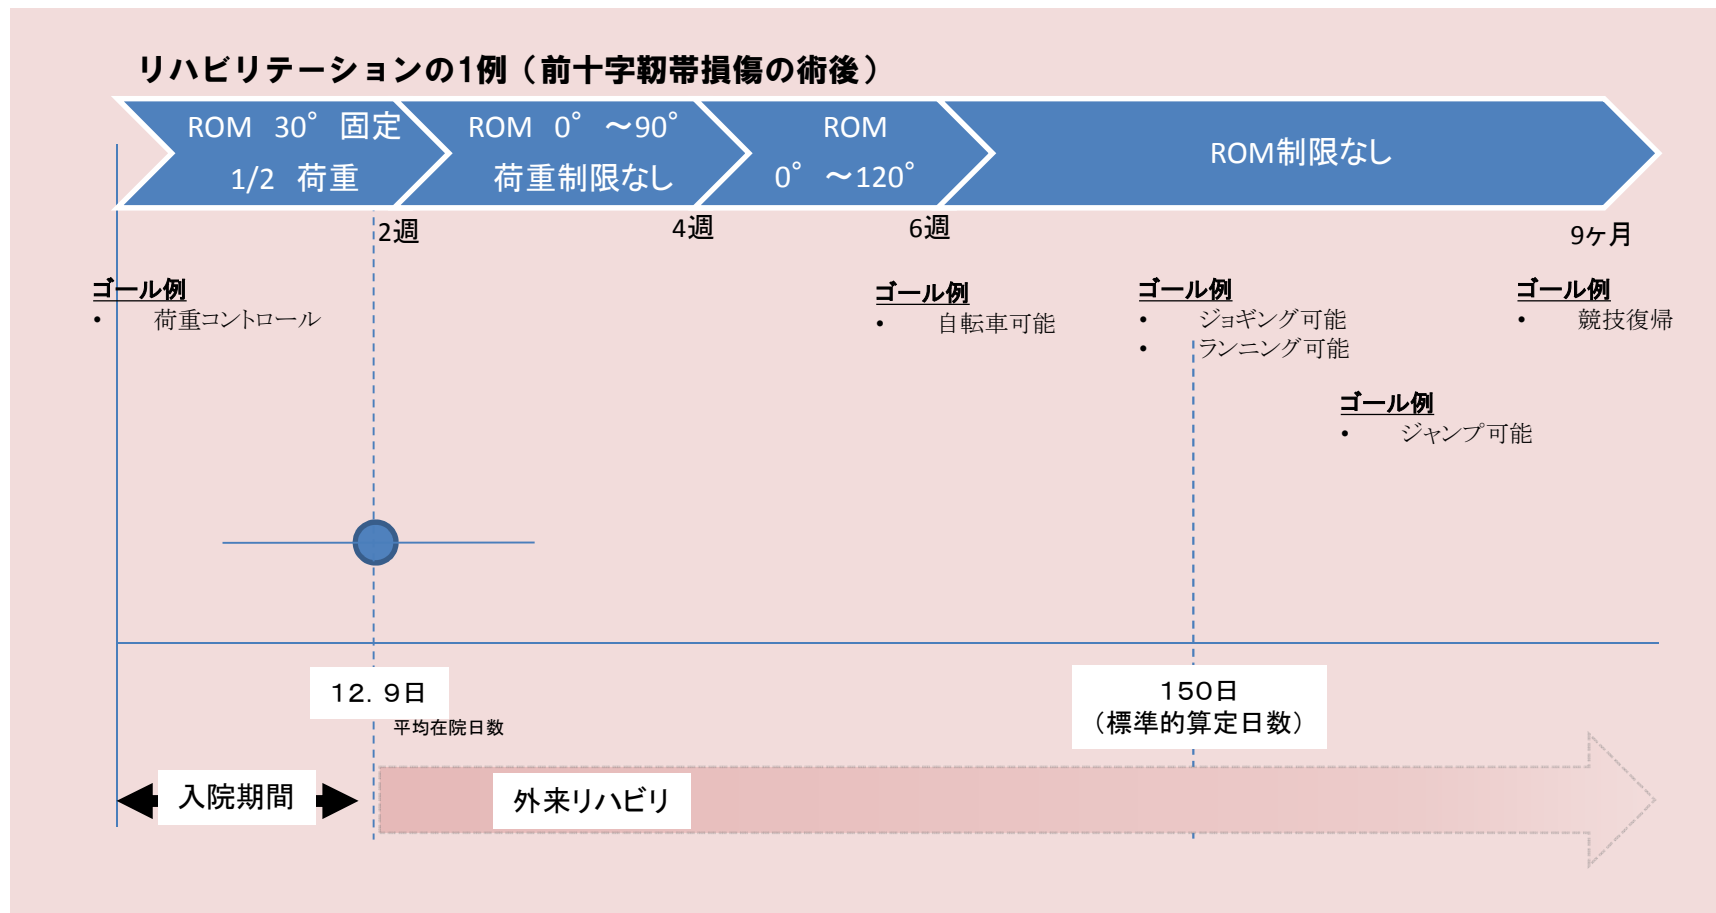 リハビリテーションの1例（前十字靭帯損傷の術後）
ROM 30° 固定
1/2 荷重
ROM 0° ～90°
荷重制限なし
ROM
0° ～120°
ROM制限なし
2週
4週
6週
9ヶ月
ゴール例
• 荷重コントロール
ゴール例
• 自転車可能
ゴール例
• ジョギング可能
• ランニング可能
ゴール例
• 競技復帰
ゴール例
• ジャンプ可能
12．9日
平均在院日数
150日
（標準的算定日数）
入院期間
外来リハビリ